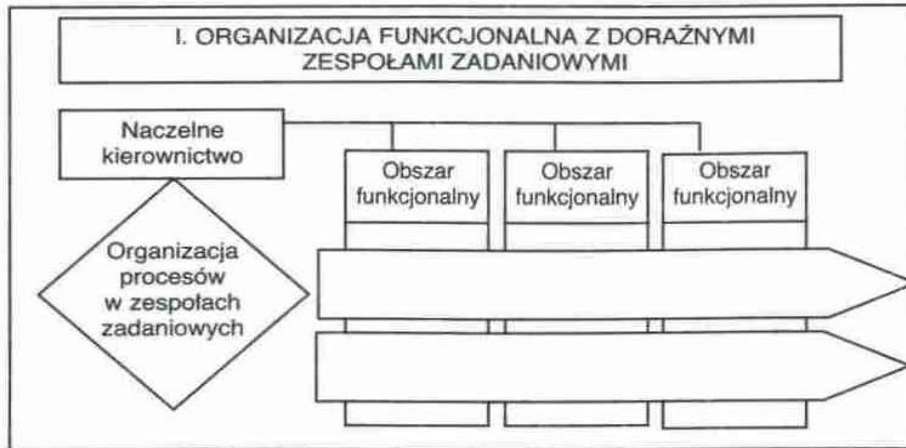 I. ORGANIZACJA FUNKCJONALNA Z DORAŹNYMI
ZESPOŁAMI ZADANIOWYMI
Naczelne
kierownictwo
Obszar
funkcjonalny
Obszar
funkcjonalny
Obszar
funkcjonalny
Organizacja
procesów
w zespołach
zadaniowych